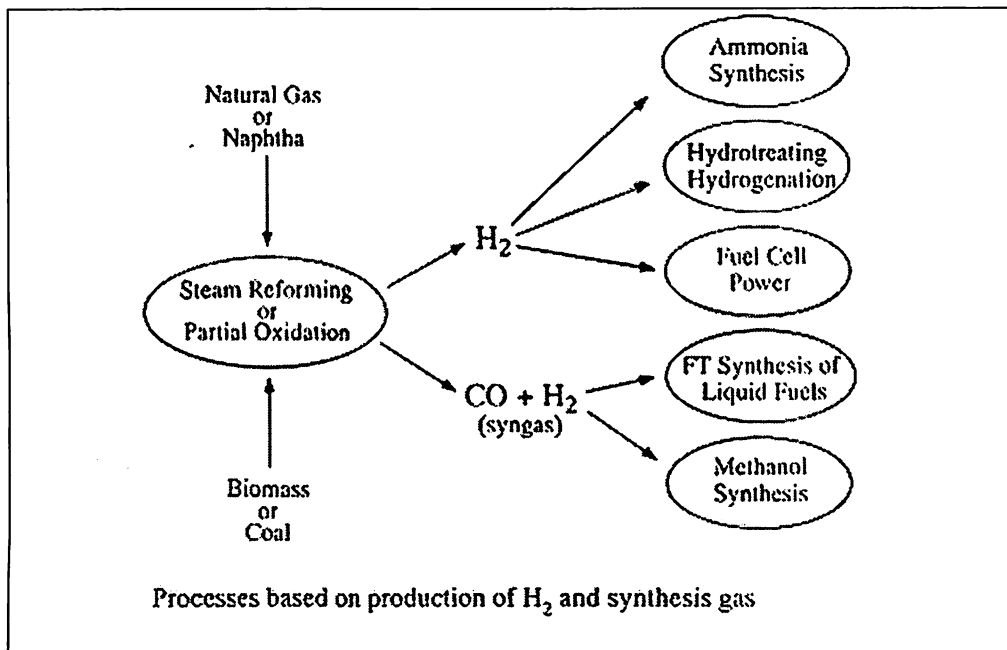 Natural Gas
or
Naphtha
Steam Reforming
or
Partial Oxidation
Biomass
or
Coal
H₂
CO + H₂
(syngas)
Ammonia
Synthesis
Hydrotreating
Hydrogenation
Fuel Cell
Power
FT Synthesis of
Liquid Fuels
Methanol
Synthesis
Processes based on production of H₂ and synthesis gas